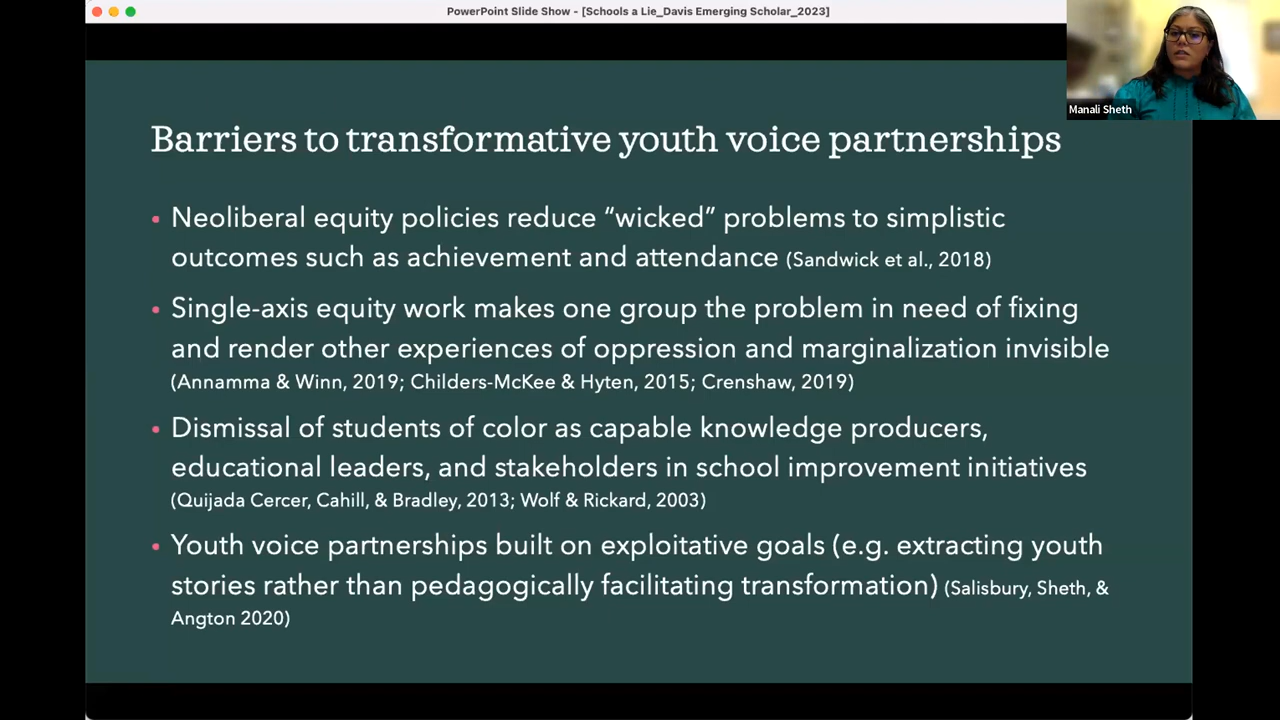 PowerPoint Slide Show - [Schools a Lie_Davis Emerging Scholar_2023]
Manali Sheth
Barriers to transformative youth voice partnerships
• Neoliberal equity policies reduce “wicked” problems to simplistic
outcomes such as achievement and attendance (Sandwick et al., 2018)
• Single-axis equity work makes one group the problem in need of fixing
and render other experiences of oppression and marginalization invisible
(Annamma & Winn, 2019; Childers-McKee & Hyten, 2015; Crenshaw, 2019)
• Dismissal of students of color as capable knowledge producers,
educational leaders, and stakeholders in school improvement initiatives
(Quijada Cercer, Cahill, & Bradley, 2013; Wolf & Rickard, 2003)
• Youth voice partnerships built on exploitative goals (e.g. extracting youth
stories rather than pedagogically facilitating transformation) (Salisbury, Sheth, &
Angton 2020)